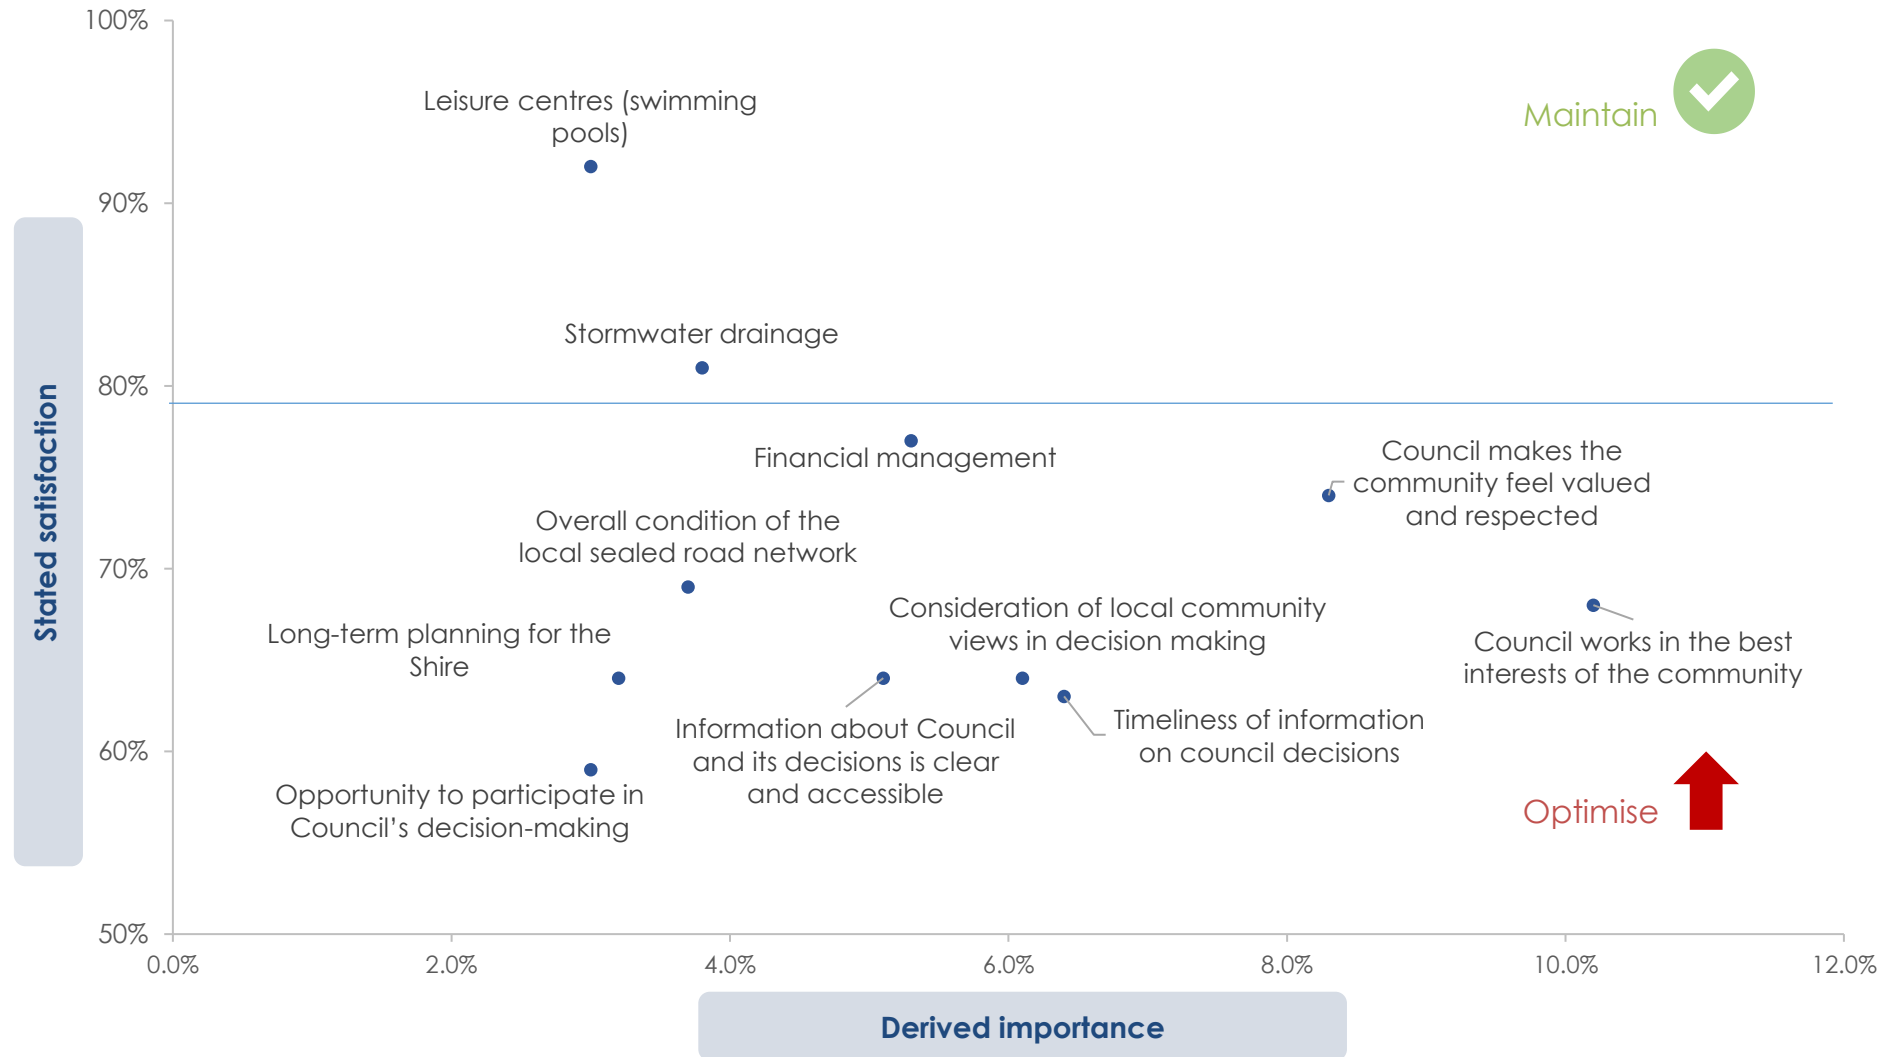 100%
Leisure centres (swimming
pools)
Maintain
90%
Stormwater drainage
80%
Financial management
Council makes the
community feel valued
and respected
Overall condition of the
local sealed road network
70%
Stated satisfaction
Consideration of local community
views in decision making
Long-term planning for the
Shire
Council works in the best
interests of the community
Information about Council
and its decisions is clear
and accessible
Timeliness of information
on council decisions
60%
Opportunity to participate in
Council’s decision-making
Optimise
50%
0.0%
2.0%
4.0%
6.0%
8.0%
10.0%
12.0%
Derived importance